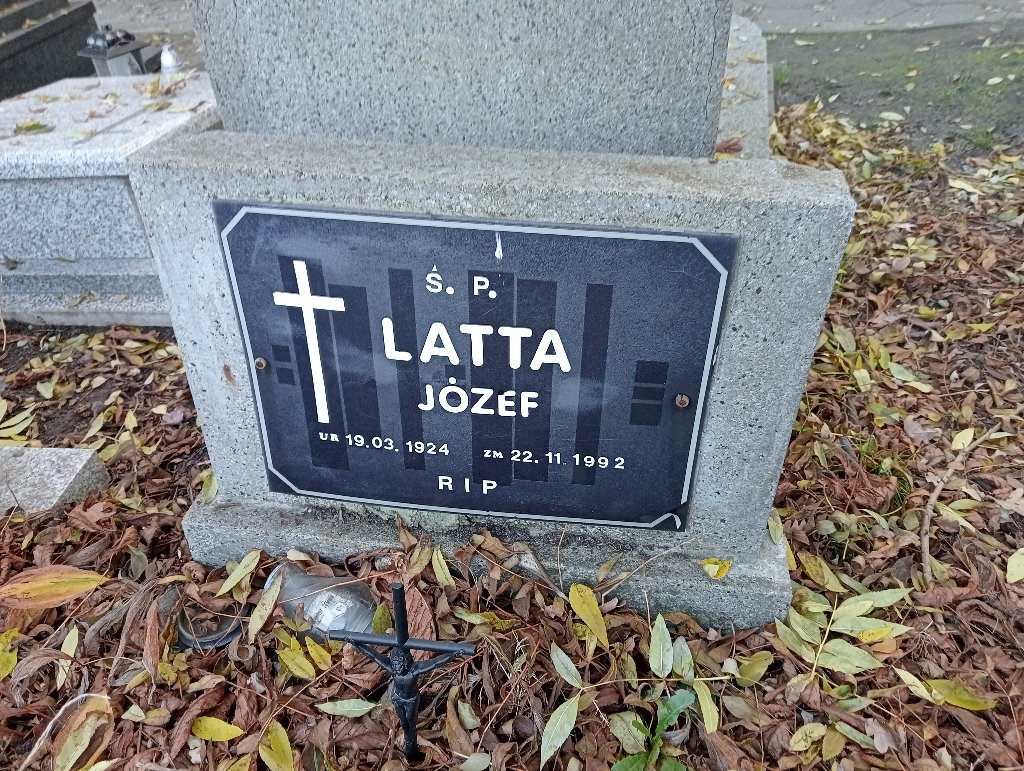 Ś. P.
LATTA
JÓZEF
UR 19.03. 1924 ZM 22. 11. 1992
RIP